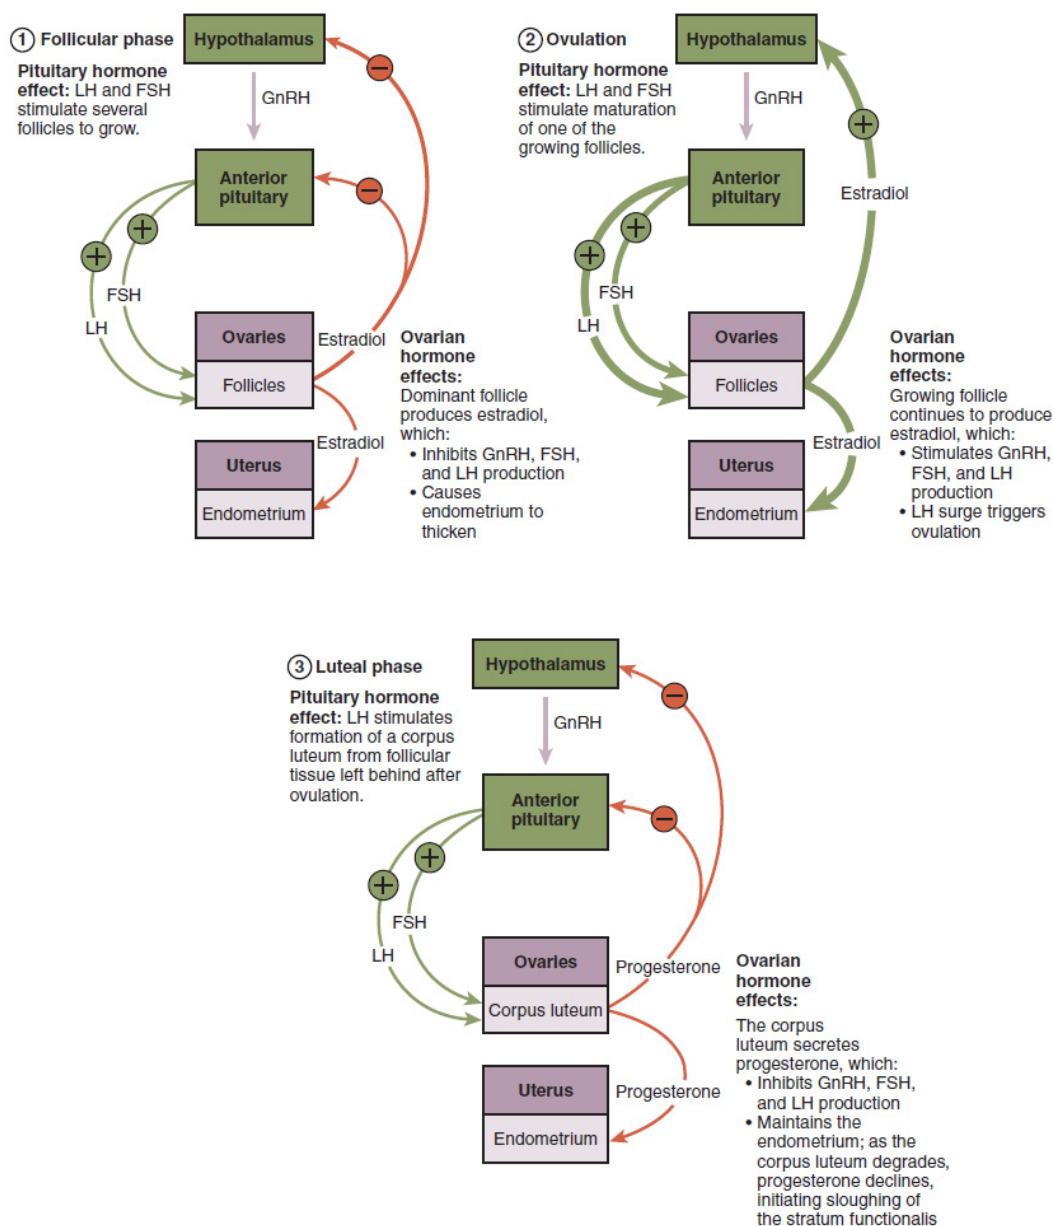 ① Follicular phase
Pituitary hormone
effect: LH and FSH
stimulate several
follicles to grow.
Hypothalamus
−
GnRH
Anterior
pituitary
−
+
+
FSH
LH
Ovaries
Follicles
Estradiol
Estradiol
Uterus
Endometrium
Ovarian
hormone
effects:
Dominant follicle
produces estradiol,
which:
• Inhibits GnRH, FSH,
and LH production
• Causes
endometrium to
thicken
② Ovulation
Pituitary hormone
effect: LH and FSH
stimulate maturation
of one of the
growing follicles.
Hypothalamus
+
GnRH
Anterior
pituitary
Estradiol
+
+
FSH
LH
Ovaries
Follicles
Estradiol
Uterus
Endometrium
Ovarian
hormone
effects:
Growing follicle
continues to produce
estradiol, which:
• Stimulates GnRH,
FSH, and LH
production
• LH surge triggers
ovulation
③ Luteal phase
Pituitary hormone
effect: LH stimulates
formation of a corpus
luteum from follicular
tissue left behind after
ovulation.
Hypothalamus
−
GnRH
Anterior
pituitary
−
+
+
FSH
LH
Ovaries
Corpus luteum
Progesterone
Progesterone
Uterus
Endometrium
Ovarian
hormone
effects:
The corpus
luteum secretes
progesterone, which:
• Inhibits GnRH, FSH,
and LH production
• Maintains the
endometrium; as the
corpus luteum degrades,
progesterone declines,
initiating sloughing of
the stratum functionalis